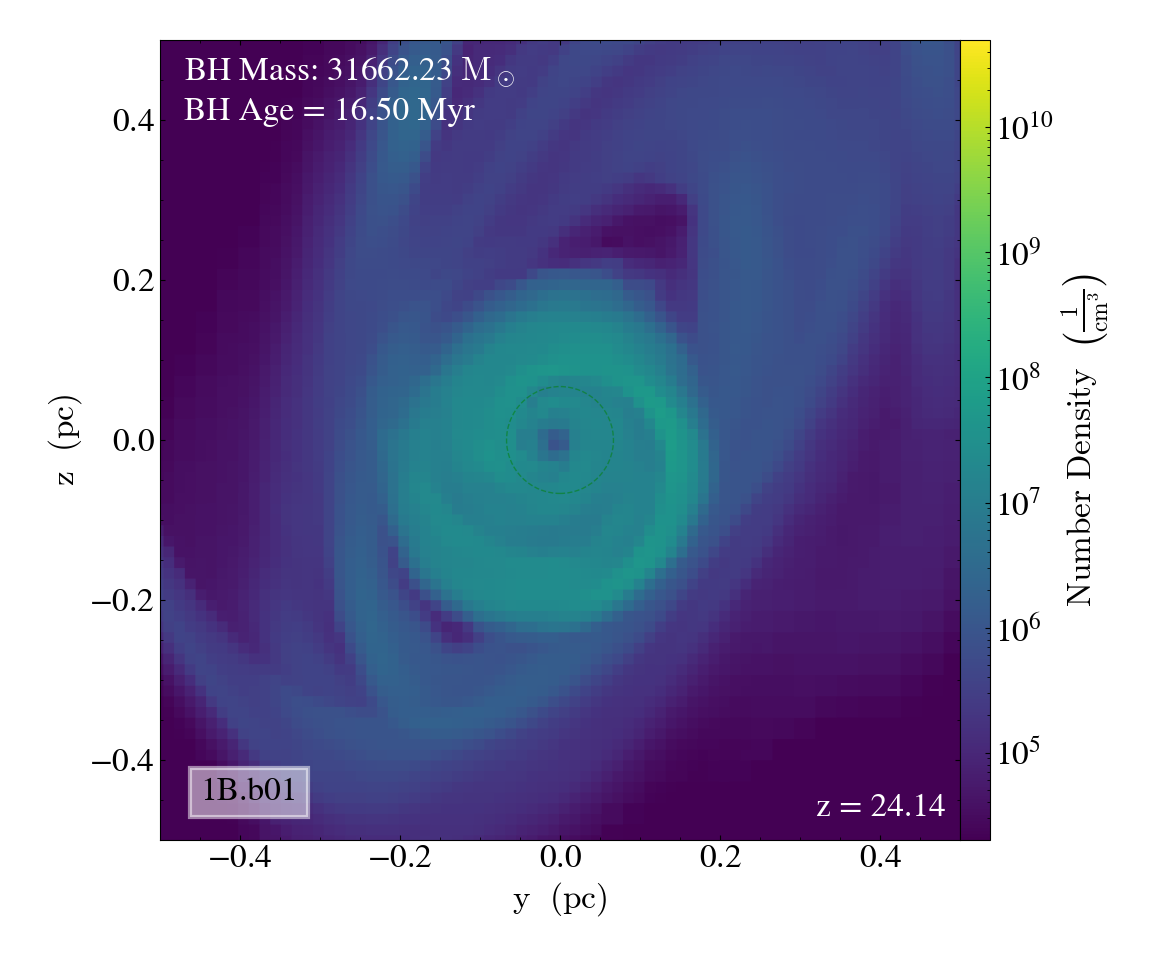 BH Mass: 31662.23 M⊙
BH Age = 16.50 Myr
0.4
0.2
0.0
−0.2
−0.4
z (pc)
1B.b01
z = 24.14
−0.4 −0.2 0.0 0.2 0.4
y (pc)
10^10
10^9
10^8
10^7
10^6
10^5
Number Density (1/cm^3)